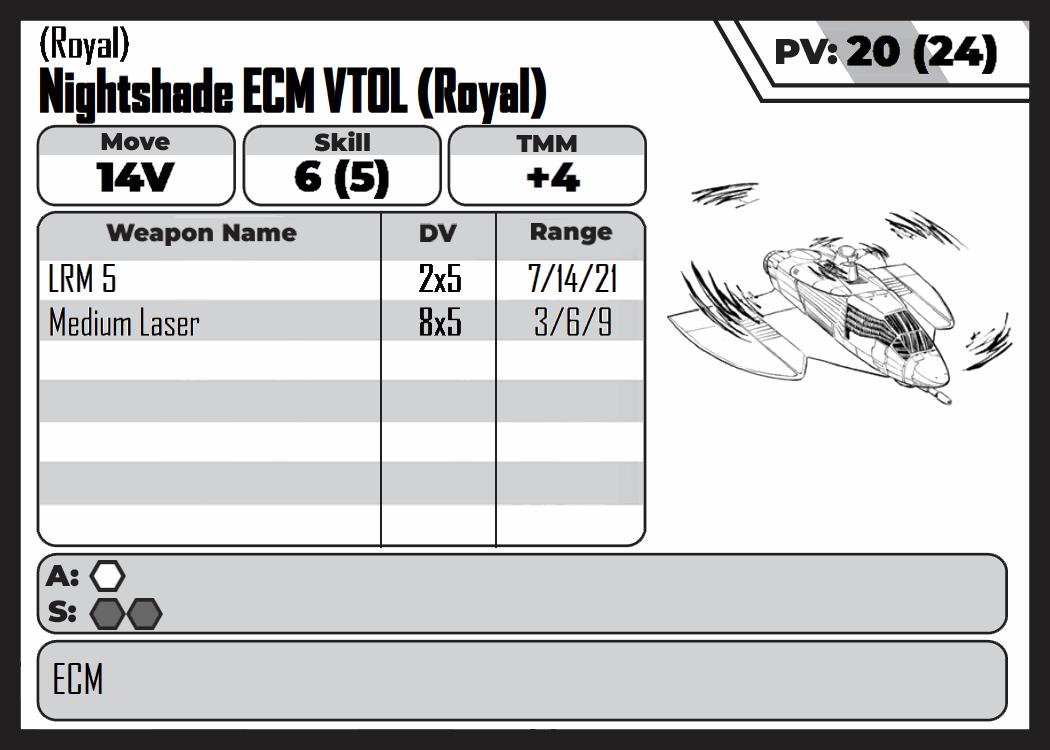 (Royal)
Nightshade ECM VTOL (Royal)
PV: 20 (24)
Move Skill TMM
14V 6 (5) +4
Weapon Name DV Range
LRM 5 2x5 7/14/21
Medium Laser 8x5 3/6/9
A:
S:
ECM